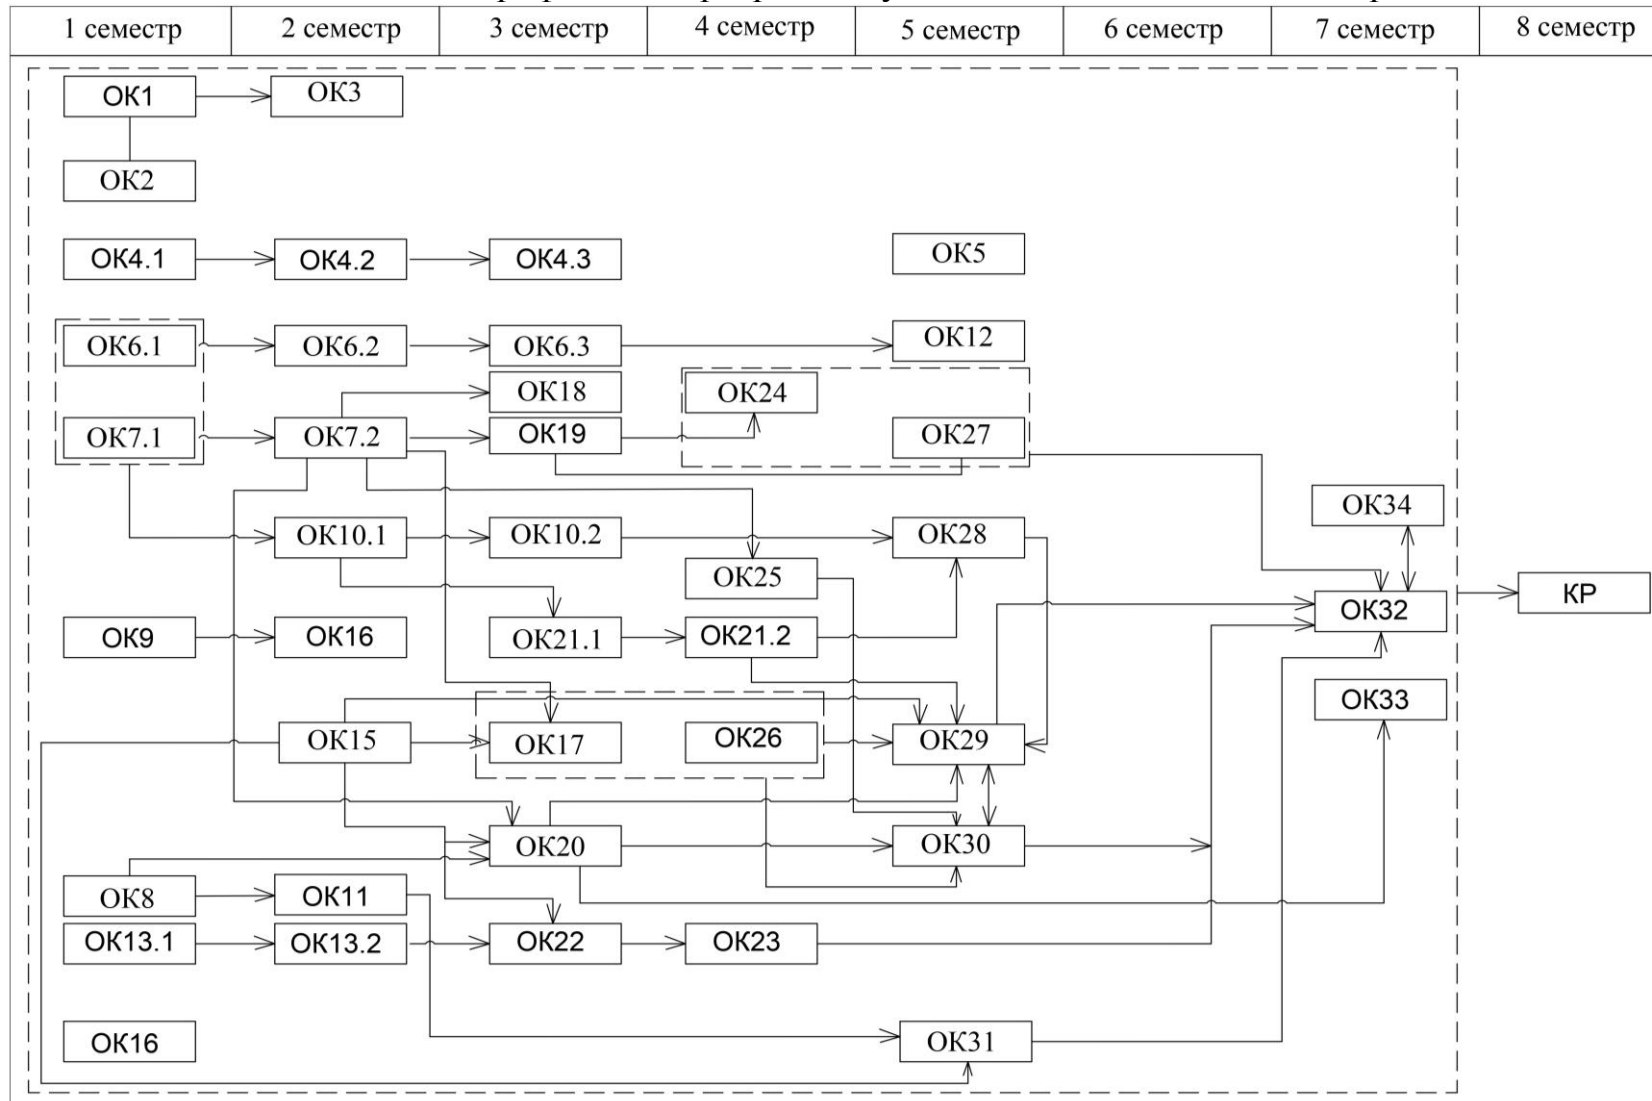 1 семестр 2 семестр 3 семестр 4 семестр 5 семестр 6 семестр 7 семестр 8 семестр
ОК1 ОК3
ОК2
ОК4.1 ОК4.2 ОК4.3 ОК5
ОК6.1 ОК6.2 ОК6.3 ОК12
ОК18 ОК24
ОК7.1 ОК7.2 ОК19 ОК27
ОК34
ОК10.1 ОК10.2 ОК28
ОК25
ОК32 КР
ОК9 ОК16 ОК21.1 ОК21.2
ОК33
ОК15 ОК17 ОК26 ОК29
ОК20 ОК30
ОК8 ОК11
ОК13.1 ОК13.2 ОК22 ОК23
ОК16 ОК31